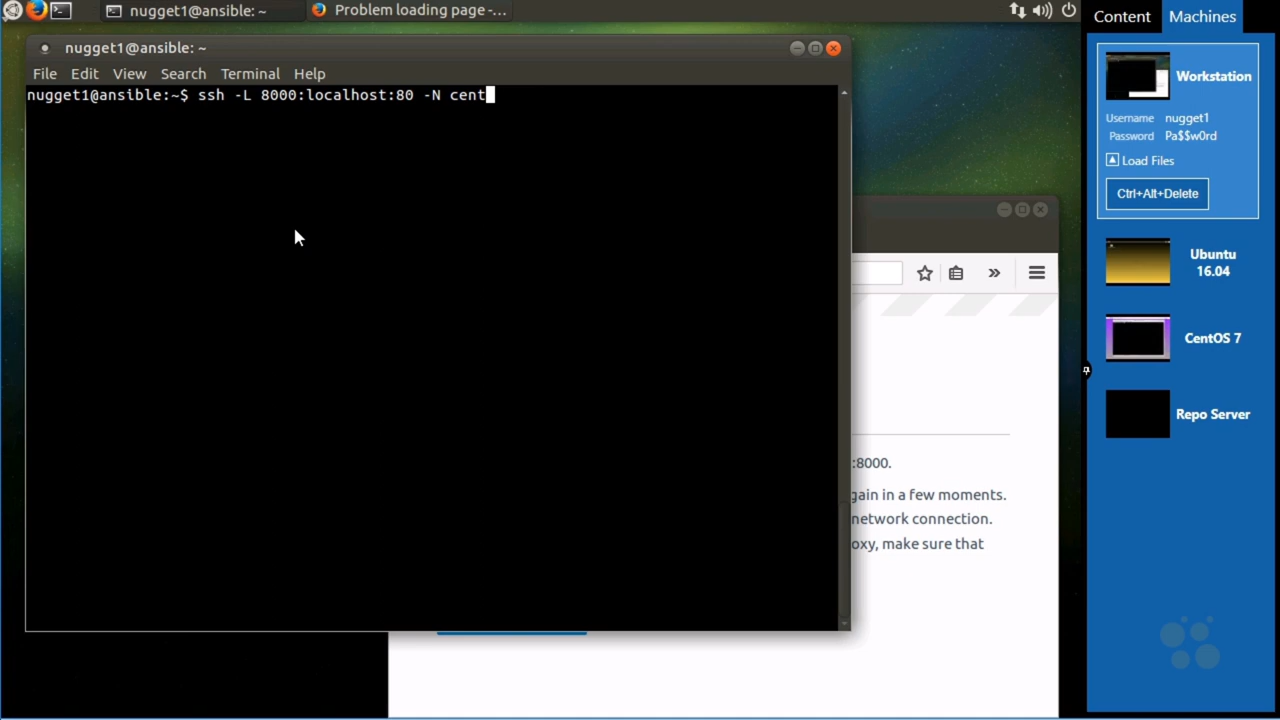 nugget1@ansible: ~
Problem loading page -...
Content
Machines
nugget1@ansible: ~
File Edit View Search Terminal Help
nugget1@ansible:~$ ssh -L 8000:localhost:80 -N cent
:8000.
gain in a few moments.
network connection.
oxy, make sure that
Workstation
Username nugget1
Password Pa$$w0rd
Load Files
Ctrl+Alt+Delete
Ubuntu
16.04
CentOS 7
Repo Server